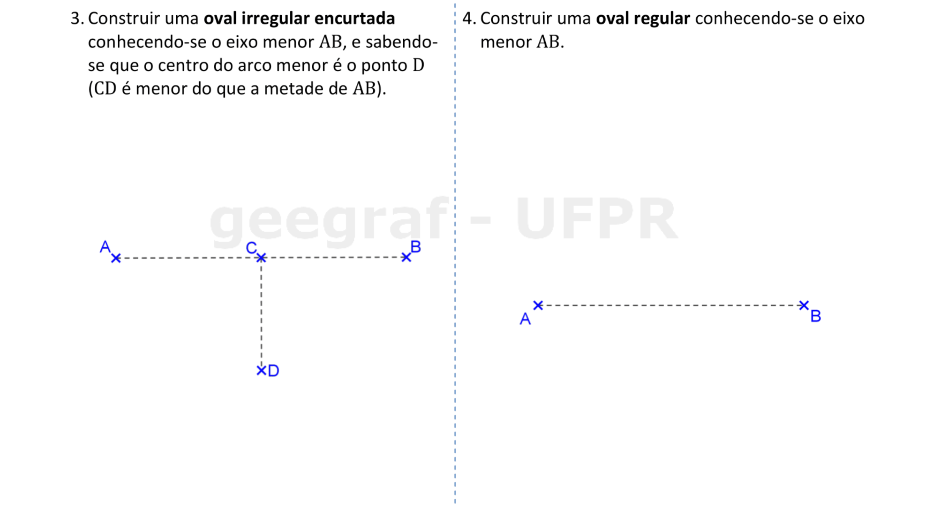 3. Construir uma oval irregular encurtada
conhecendo-se o eixo menor AB, e sabendo-
se que o centro do arco menor é o ponto D
(CD é menor do que a metade de AB).
4. Construir uma oval regular conhecendo-se o eixo
menor AB.
geegraf - UFPR
A
C
B
D
A
B